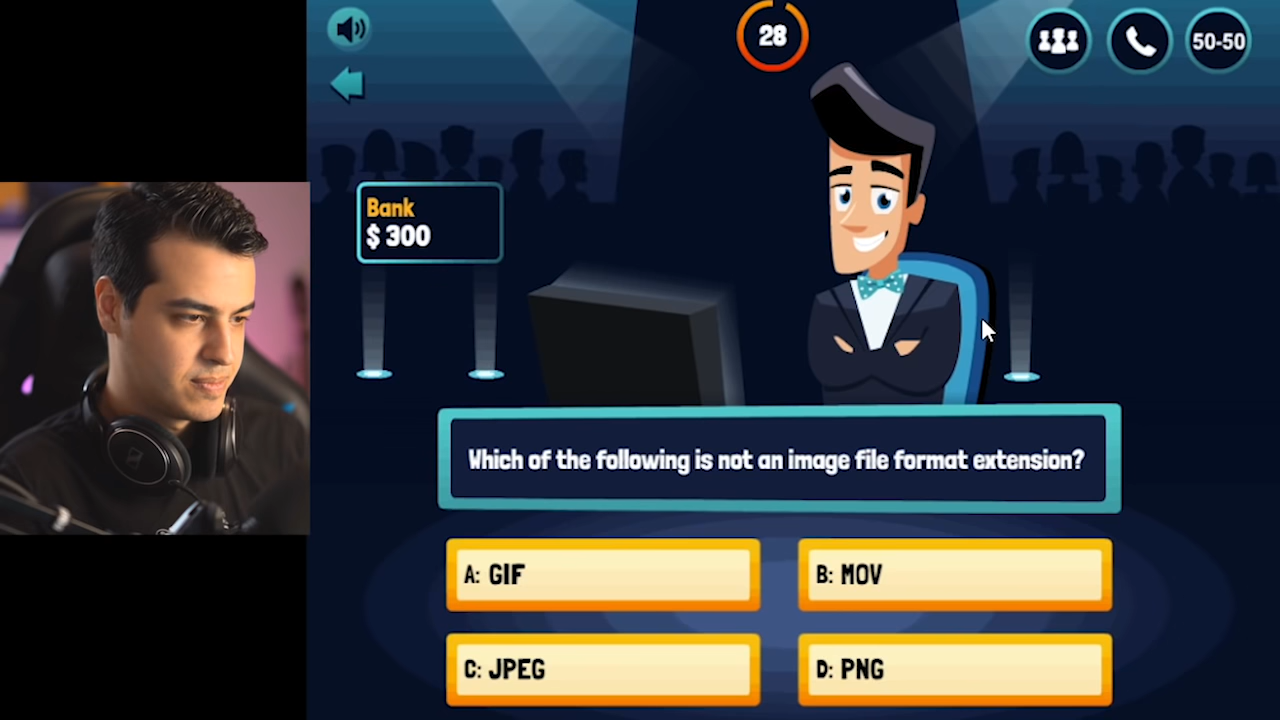 28
50-50
Bank
$ 300
Which of the following is not an image file format extension?
A: GIF
B: MOV
C: JPEG
D: PNG